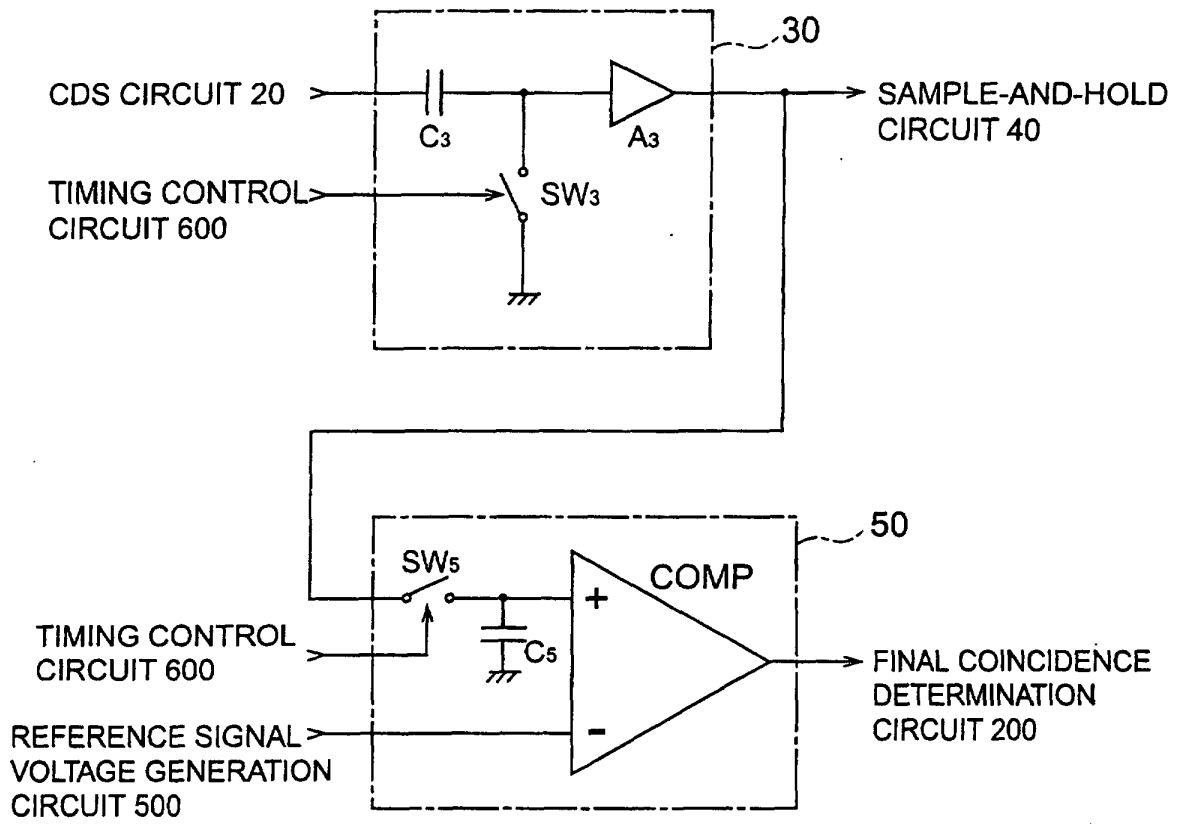 30
CDS CIRCUIT 20
C3
A3
SAMPLE-AND-HOLD
CIRCUIT 40
TIMING CONTROL
CIRCUIT 600
SW3
50
SW5
COMP
+
C5
TIMING CONTROL
CIRCUIT 600
FINAL COINCIDENCE
DETERMINATION
CIRCUIT 200
-
REFERENCE SIGNAL
VOLTAGE GENERATION
CIRCUIT 500